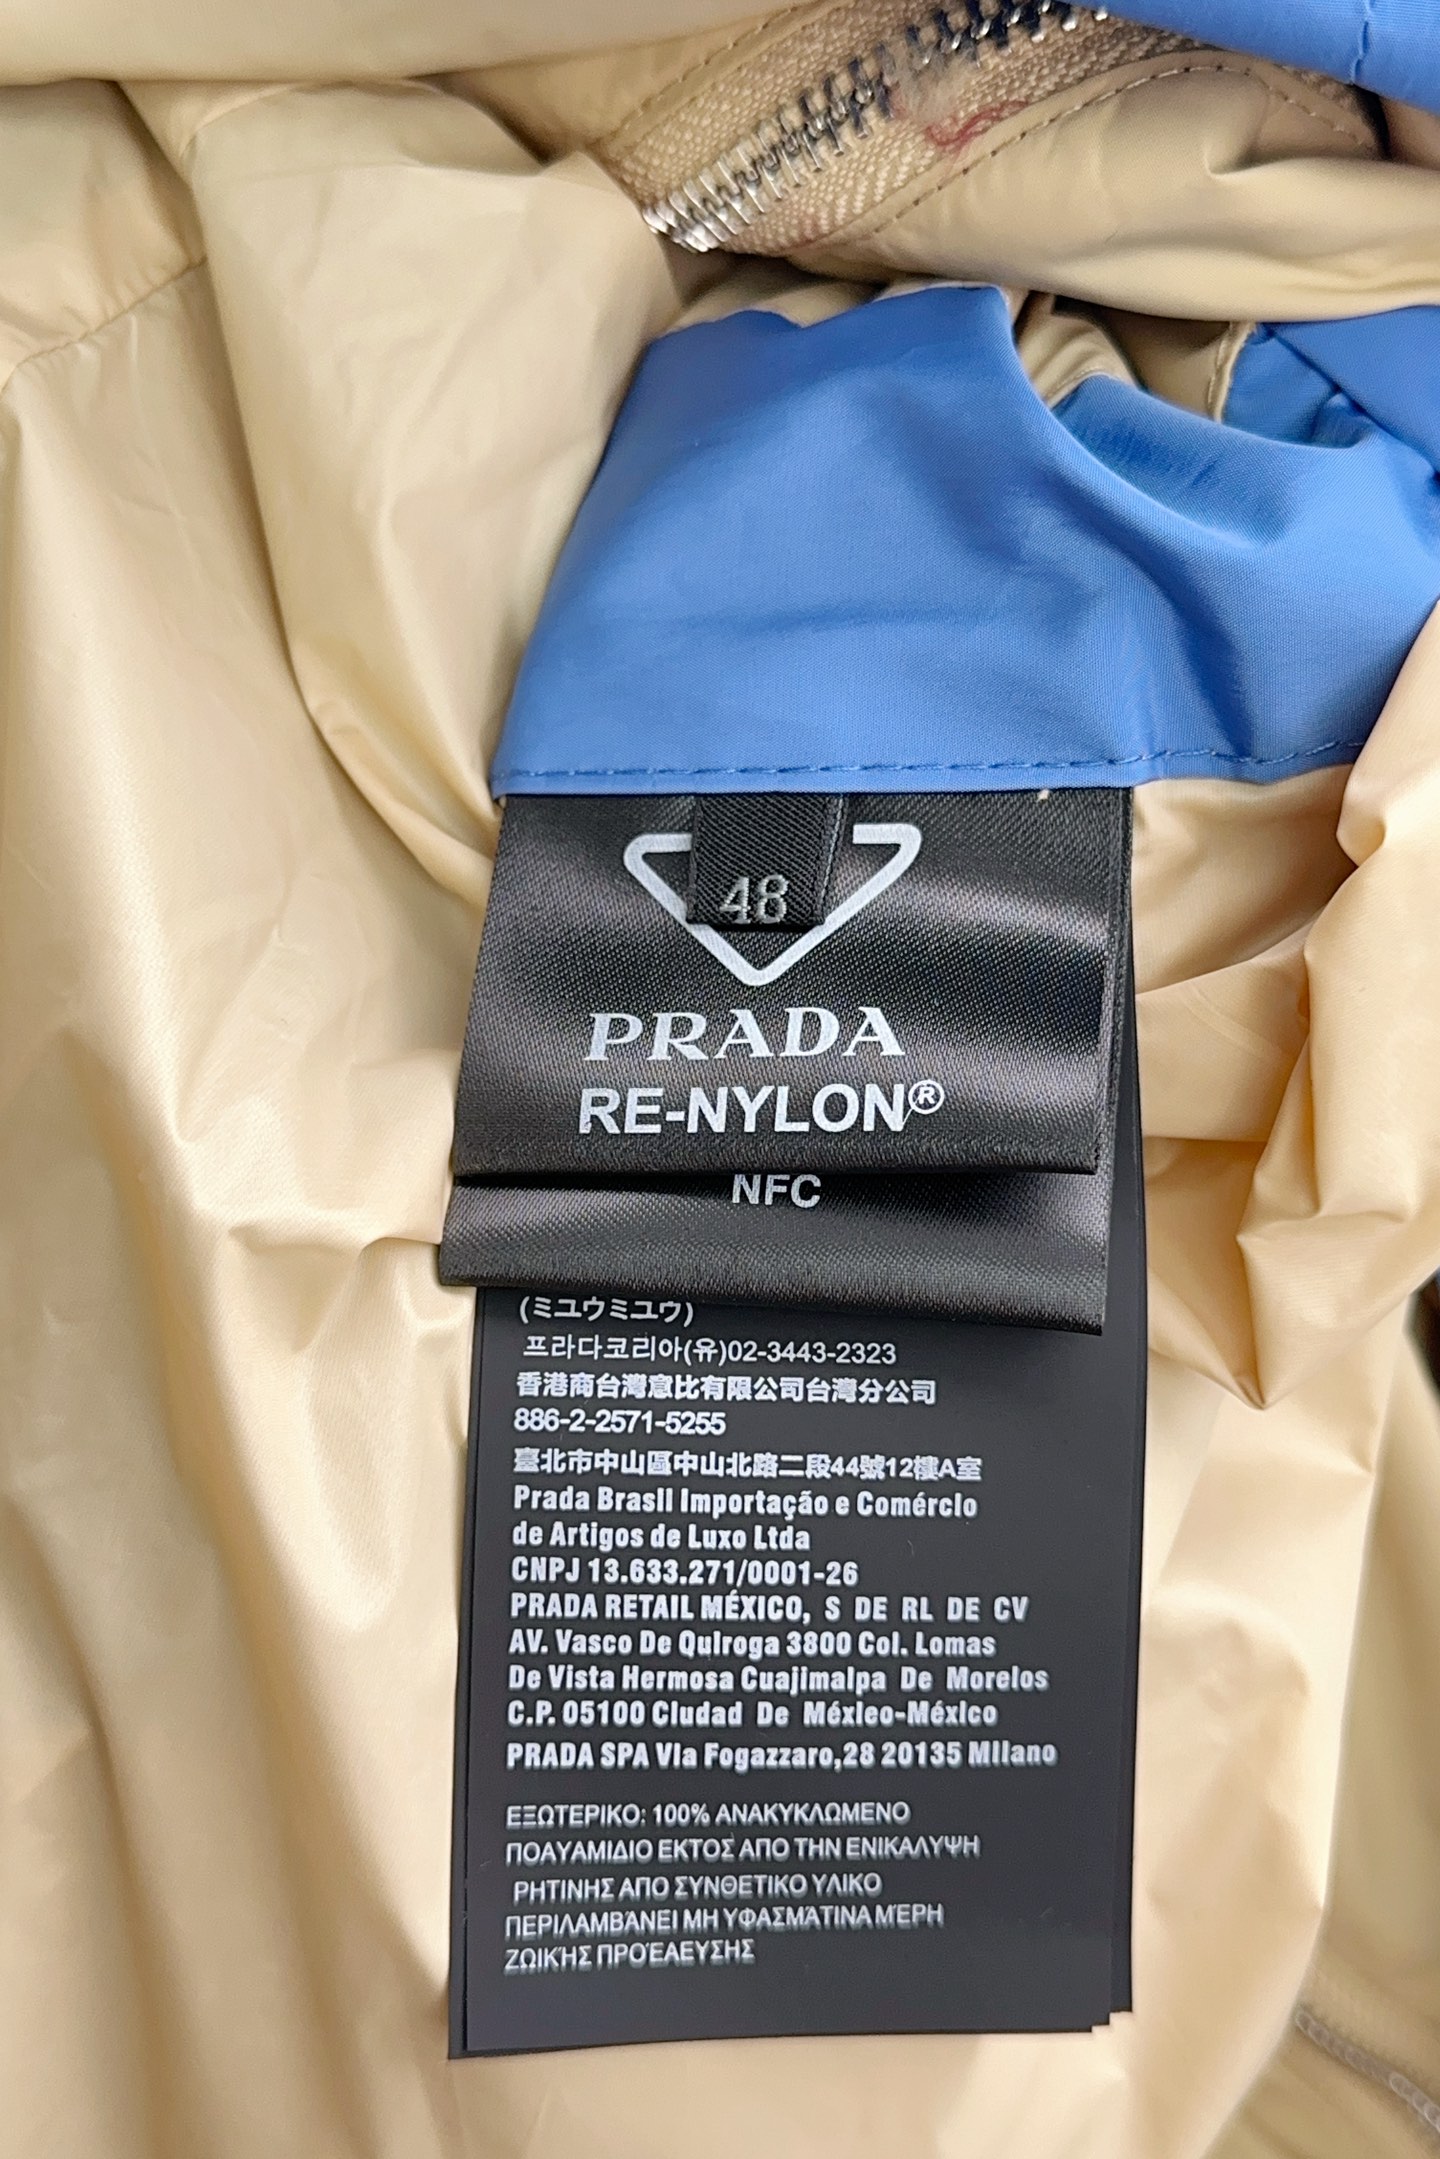 48
PRADA
RE-NYLON®
NFC
(ミユウミユウ)
프라다코리아(유)02-3443-2323
香港商台灣意比有限公司台灣分公司
886-2-2571-5255
臺北市中山區中山北路二段44號12樓A室
Prada Brasil Importação e Comércio
de Artigos de Luxo Ltda
CNPJ 13.633.271/0001-26
PRADA RETAIL MÉXICO, S DE RL DE CV
AV. Vasco De Quiroga 3800 Col. Lomas
De Vista Hermosa Cuajimalpa De Morelos
C.P. 05100 Ciudad De Méxleo-México
PRADA SPA Via Fogazzaro,28 20135 Milano
ΕΞΩΤΕΡΙΚΟ: 100% ΑΝΑΚΥΚΛΩΜΕΝΟ
ΠΟΛΥΑΜΙΔΙΟ ΕΚΤΟΣ ΑΠΟ ΤΗΝ ΕΝΙΚΑΛΥΨΗ
ΡΗΤΙΝΗΣ ΑΠΟ ΣΥΝΘΕΤΙΚΟ ΥΛΙΚΟ
ΠΕΡΙΛΑΜΒΆΝΕΙ ΜΗ ΥΦΑΣΜΆΤΙΝΑ ΜΈΡΗ
ΖΩΙΚΉΣ ΠΡΟΈΛΕΥΣΗΣ